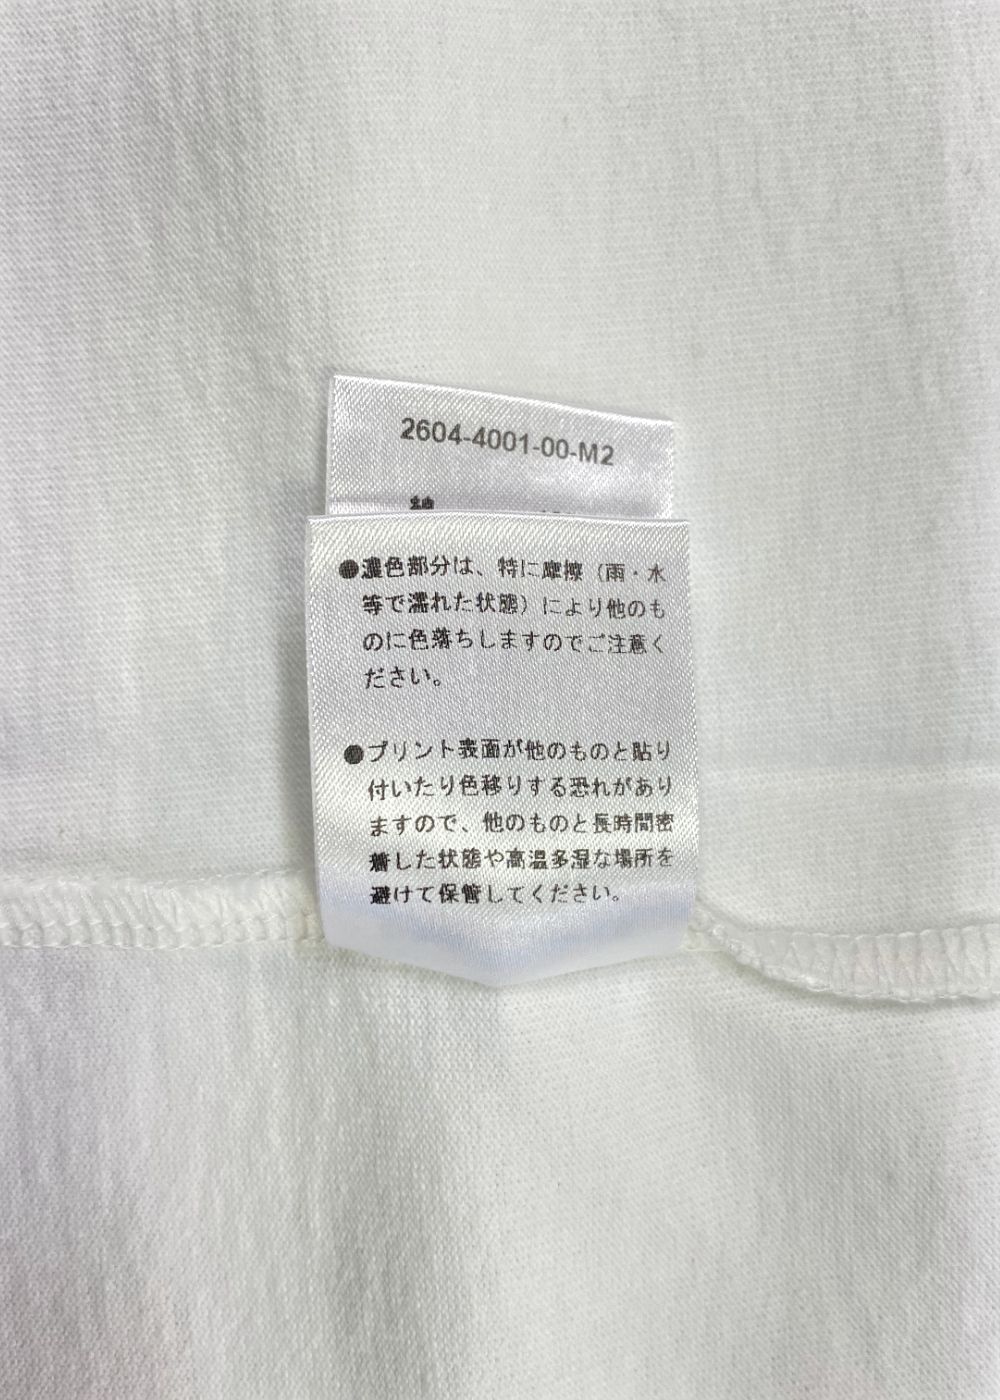 2604-4001-00-M2
●濃色部分は、特に摩擦（雨・水
等で濡れた状態）により他のも
のに色落ちしますのでご注意く
ださい。
●プリント表面が他のものと貼り
付いたり色移りする恐れがあり
ますので、他のものと長時間密
着した状態や高温多湿な場所を
避けて保管してください。